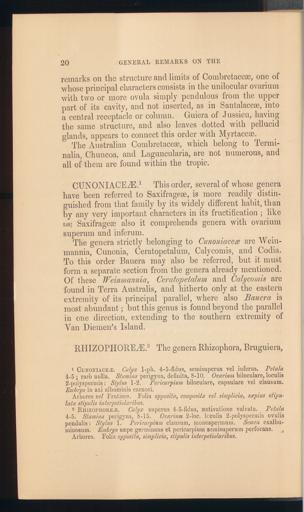 20 GENERAL REMARKS ON THE
remarks on the structure and limits of Combretaceæ, one of
whose principal characters consists in the unilocular ovarium
with two or more ovula simply pendulous from the upper
part of its cavity, and not inserted, as in Santalaceæ, into
a central receptacle or column. Guiera of Jussieu, having
the same structure, and also leaves dotted with pellucid
glands, appears to connect this order with Myrtaceæ.
The Australian Combretaceæ, which belong to Termi-
nalia, Chuncoa, and Laguncularia, are not numerous, and
all of them are found within the tropic.
CUNONIACEÆ.¹ This order, several of whose genera
have been referred to Saxifrageæ, is more readily distin-
guished from that family by its widely different habit, than
by any very important characters in its fructification; like
Saxifrageæ also it comprehends genera with ovarium
superum and inferum.
The genera strictly belonging to Cunoniaceæ are Wein-
mannia, Cunonia, Ceratopetalum, Calycomis, and Codia.
To this order Bauera may also be referred, but it must
form a separate section from the genera already mentioned.
Of these Weinmannia, Ceratopetalum and Calycomis are
found in Terra Australis, and hitherto only at the eastern
extremity of its principal parallel, where also Bauera is
most abundant; but this genus is found beyond the parallel
in one direction, extending to the southern extremity of
Van Diemen's Island.
RHIZOPHOREÆ.² The genera Rhizophora, Bruguiera,
¹ CUNONIACEÆ. Calyx 1-ph. 4-5-fidus, semisuperus vel inferus. Petala
4-5; raro nulla. Stamina perigyna, definita, 8-10. Ovarium biloculare, loculis
2-polyspermis: Stylus 1-2. Pericarpium biloculare, capsulare vel clausum.
Embryo in axi albuminis carnosi.
Arbores vel Frutices. Folia opposita, composita vel simplicia, sæpius stipu-
lata stipulis interpetiolaribus.
² RHIZOPHOREÆ. Calyx superus 4-5-fidus, æstivatione valvata. Petala
4-5. Stamina perigyna, 8-15. Ovarium 2-loc. loculis 2-polyspermis ovulis
pendulis: Stylus 1. Pericarpium clausum, monospermum. Semen exalbu-
minosum. Embryo sæpe germinans et pericarpium semisuperum perforans.
Arbores. Folia opposita, simplicia, stipulis interpetiolaribus.